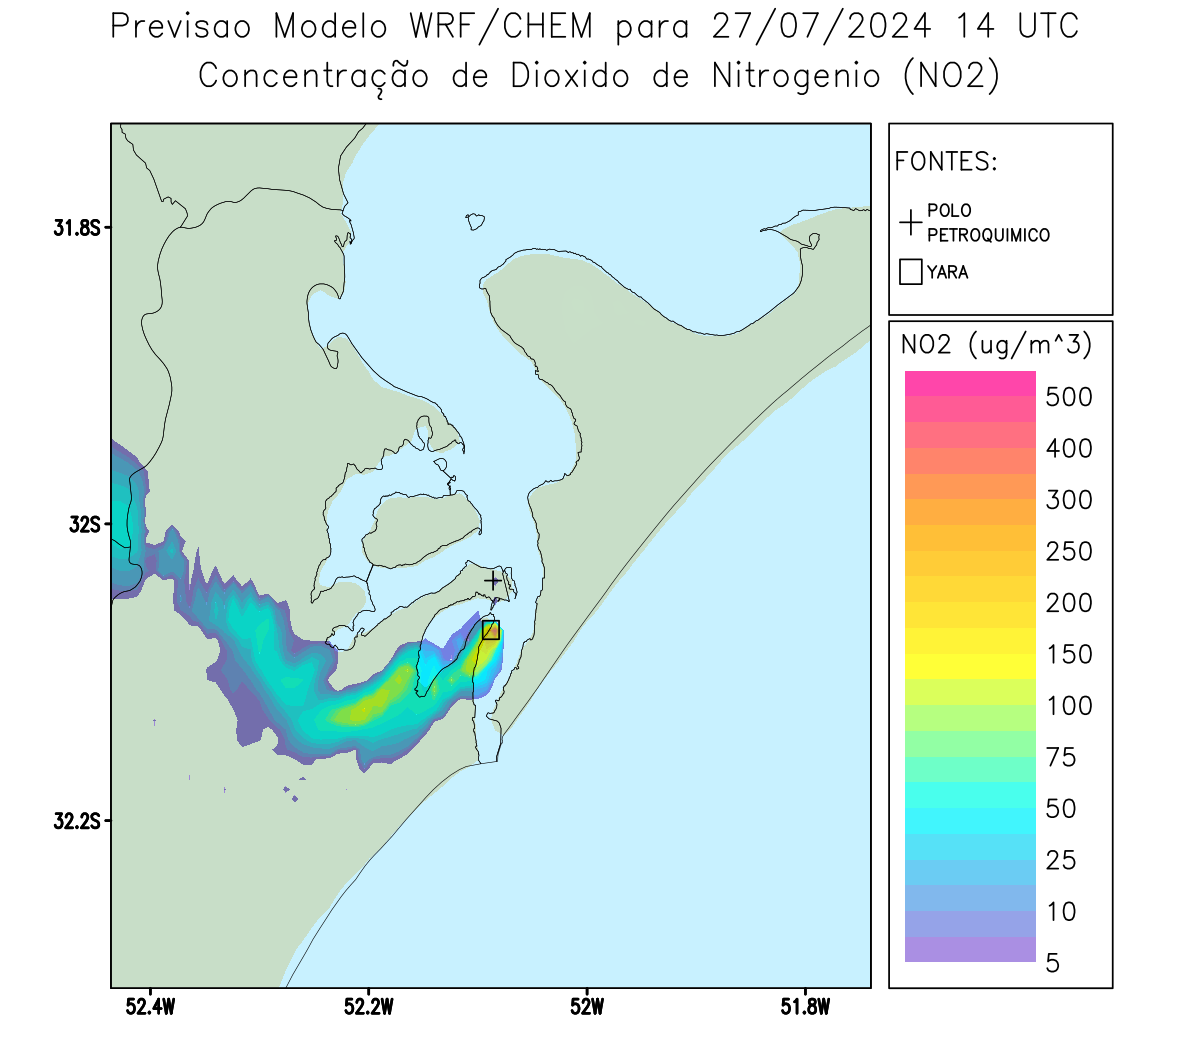 Previsao Modelo WRF/CHEM para 27/07/2024 14 UTC
Concentração de Dioxido de Nitrogenio (NO2)
FONTES:
POLO
PETROQUIMICO
YARA
NO2 (ug/m^3)
500
400
300
250
200
150
100
75
50
25
10
5
31.8S
32S
32.2S
52.4W
52.2W
52W
51.8W